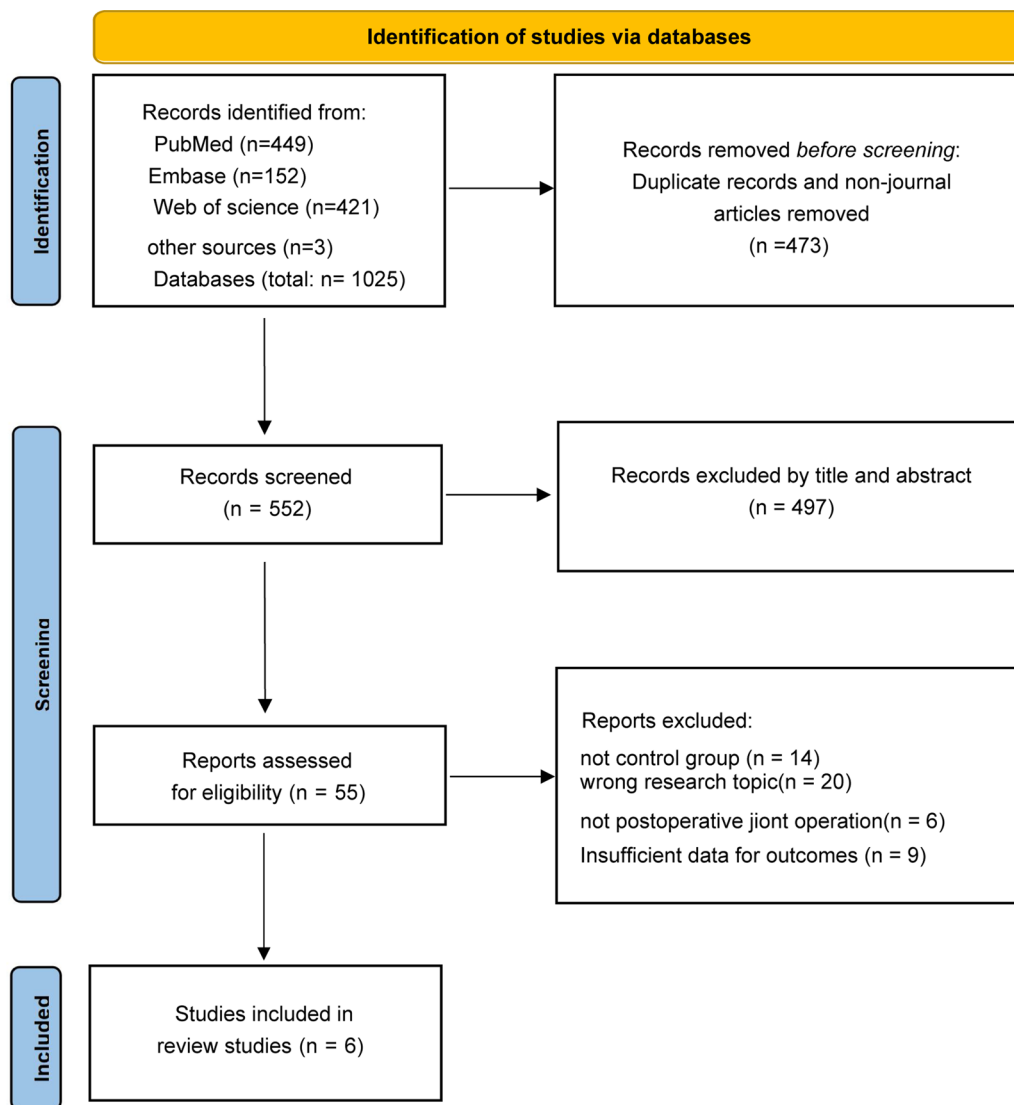 Identification of studies via databases
Identification
Records identified from:
PubMed (n=449)
Embase (n=152)
Web of science (n=421)
other sources (n=3)
Databases (total: n= 1025)
Records removed before screening:
Duplicate records and non-journal
articles removed
(n =473)
Screening
Records screened
(n = 552)
Records excluded by title and abstract
(n = 497)
Reports assessed
for eligibility (n = 55)
Reports excluded:
not control group (n = 14)
wrong research topic(n = 20)
not postoperative jiont operation(n = 6)
Insufficient data for outcomes (n = 9)
Included
Studies included in
review studies (n = 6)